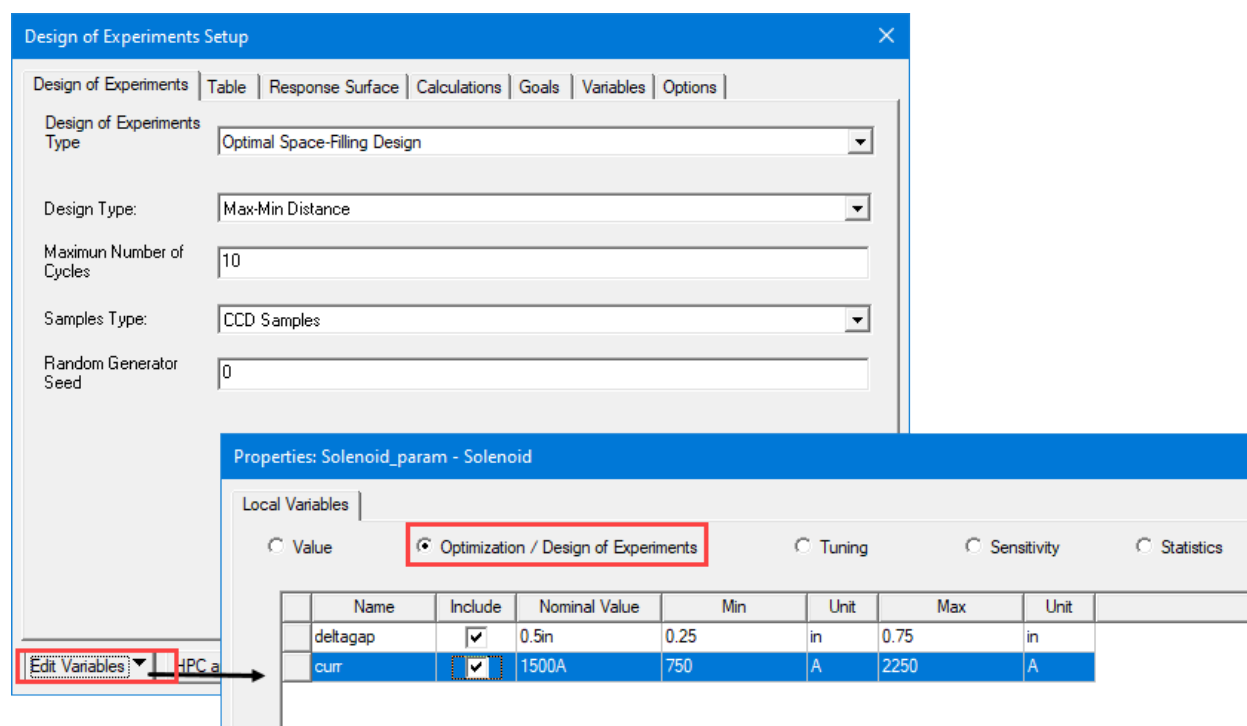 Design of Experiments Setup
Design of Experiments Table Response Surface Calculations Goals Variables Options
Design of Experiments
Type
Optimal Space-Filling Design
Design Type:
Max-Min Distance
Maximun Number of
Cycles
10
Samples Type:
CCD Samples
Random Generator
Seed
0
Edit Variables HPC a
Properties: Solenoid_param - Solenoid
Local Variables
Value Optimization / Design of Experiments Tuning Sensitivity Statistics
Name Include Nominal Value Min Unit Max Unit
deltagap 0.5in 0.25 in 0.75 in
curr 1500A 750 A 2250 A